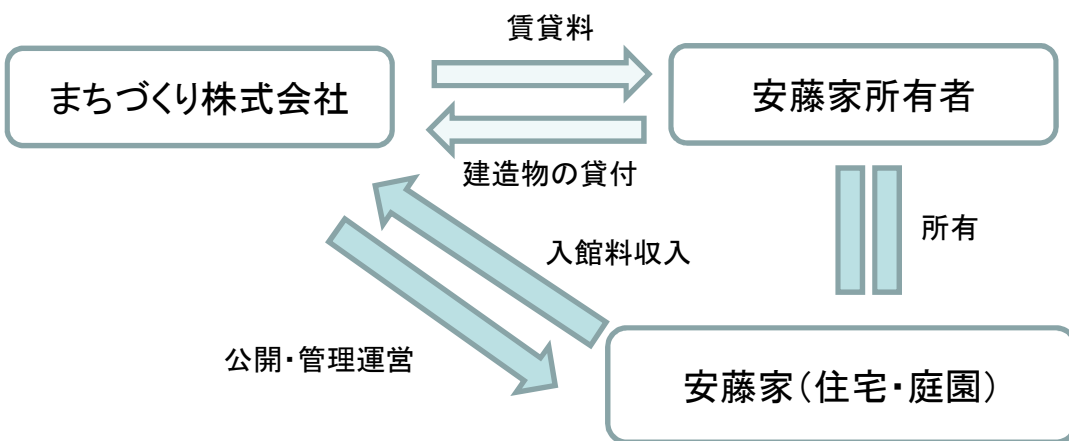 賃貸料
まちづくり株式会社
安藤家所有者
建造物の貸付
所有
入館料収入
公開・管理運営
安藤家（住宅・庭園）